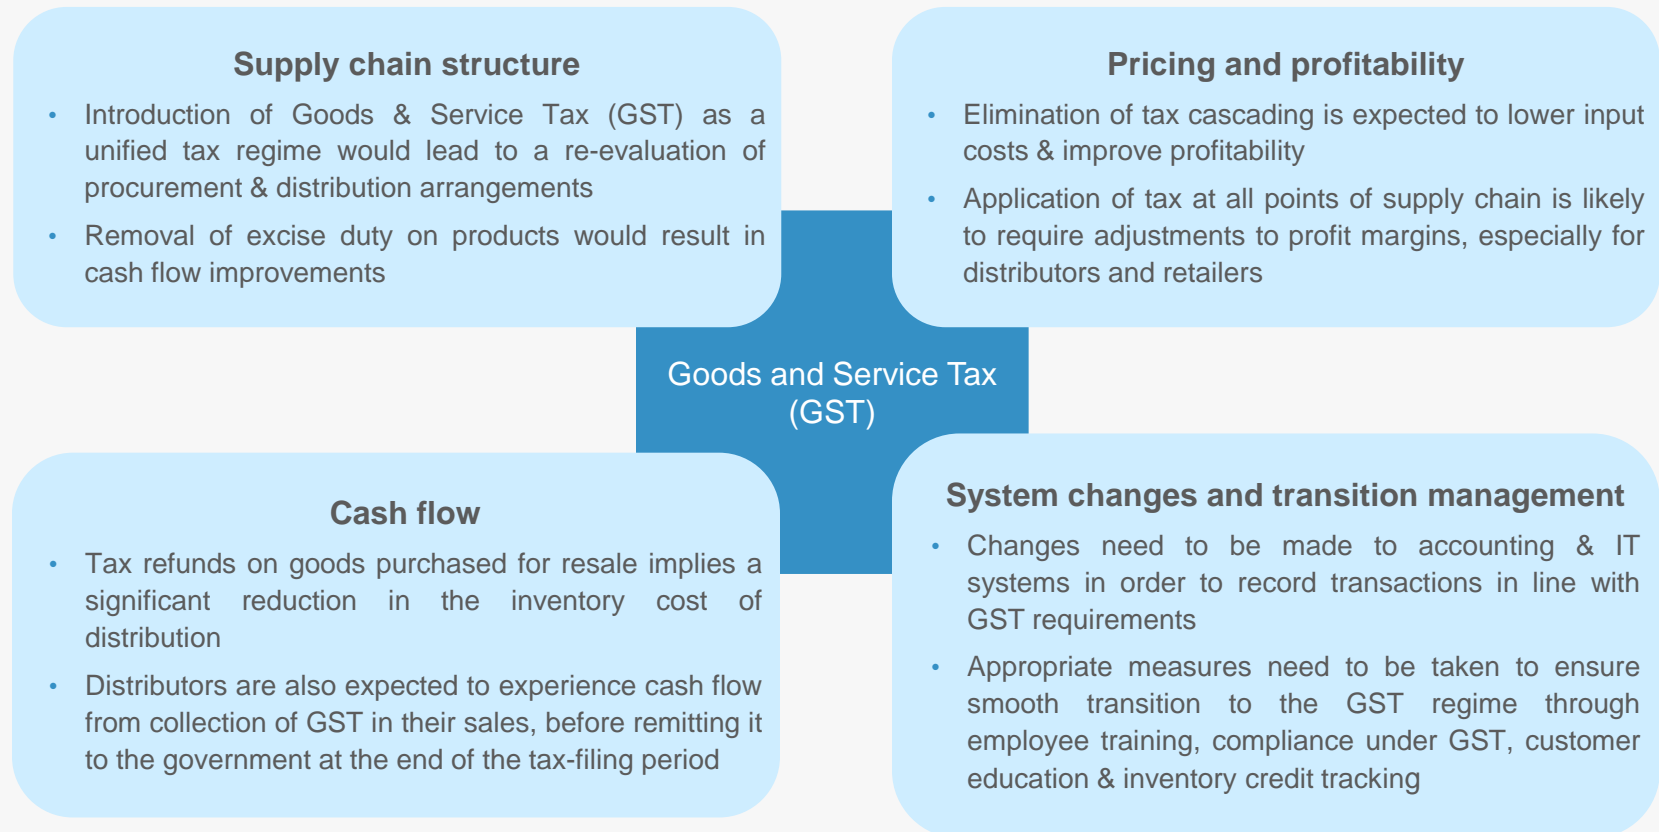 Supply chain structure
• Introduction of Goods & Service Tax (GST) as a
unified tax regime would lead to a re-evaluation of
procurement & distribution arrangements
• Removal of excise duty on products would result in
cash flow improvements
Pricing and profitability
• Elimination of tax cascading is expected to lower input
costs & improve profitability
• Application of tax at all points of supply chain is likely
to require adjustments to profit margins, especially for
distributors and retailers
Goods and Service Tax
(GST)
Cash flow
• Tax refunds on goods purchased for resale implies a
significant reduction in the inventory cost of
distribution
• Distributors are also expected to experience cash flow
from collection of GST in their sales, before remitting it
to the government at the end of the tax-filing period
System changes and transition management
• Changes need to be made to accounting & IT
systems in order to record transactions in line with
GST requirements
• Appropriate measures need to be taken to ensure
smooth transition to the GST regime through
employee training, compliance under GST, customer
education & inventory credit tracking